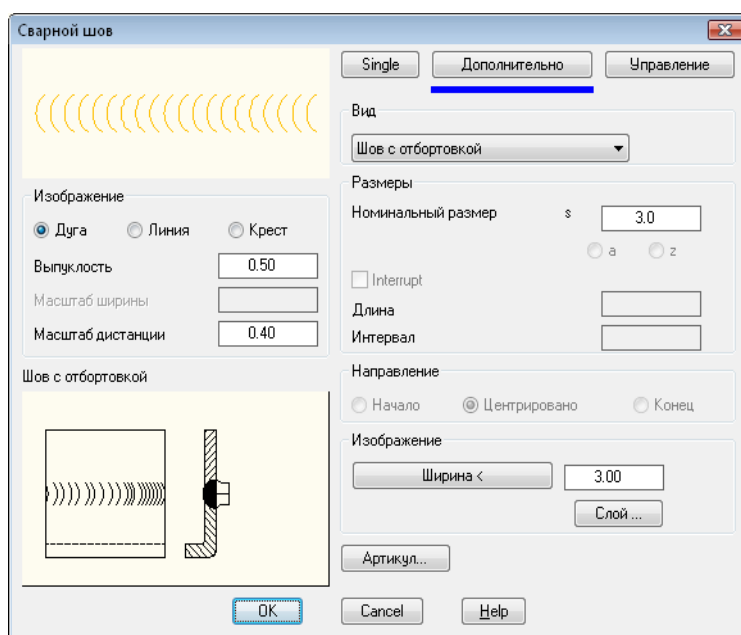 Сварной шов
Single Дополнительно Управление
Вид
Шов с отбортовкой
Изображение
Дуга Линия Крест
Выпуклость 0.50
Масштаб ширины
Масштаб дистанции 0.40
Размеры
Номинальный размер s 3.0
a z
Interrupt
Длина
Интервал
Шов с отбортовкой
Направление
Начало Центрировано Конец
Изображение
Ширина < 3.00
Слой ...
Артикул...
OK Cancel Help